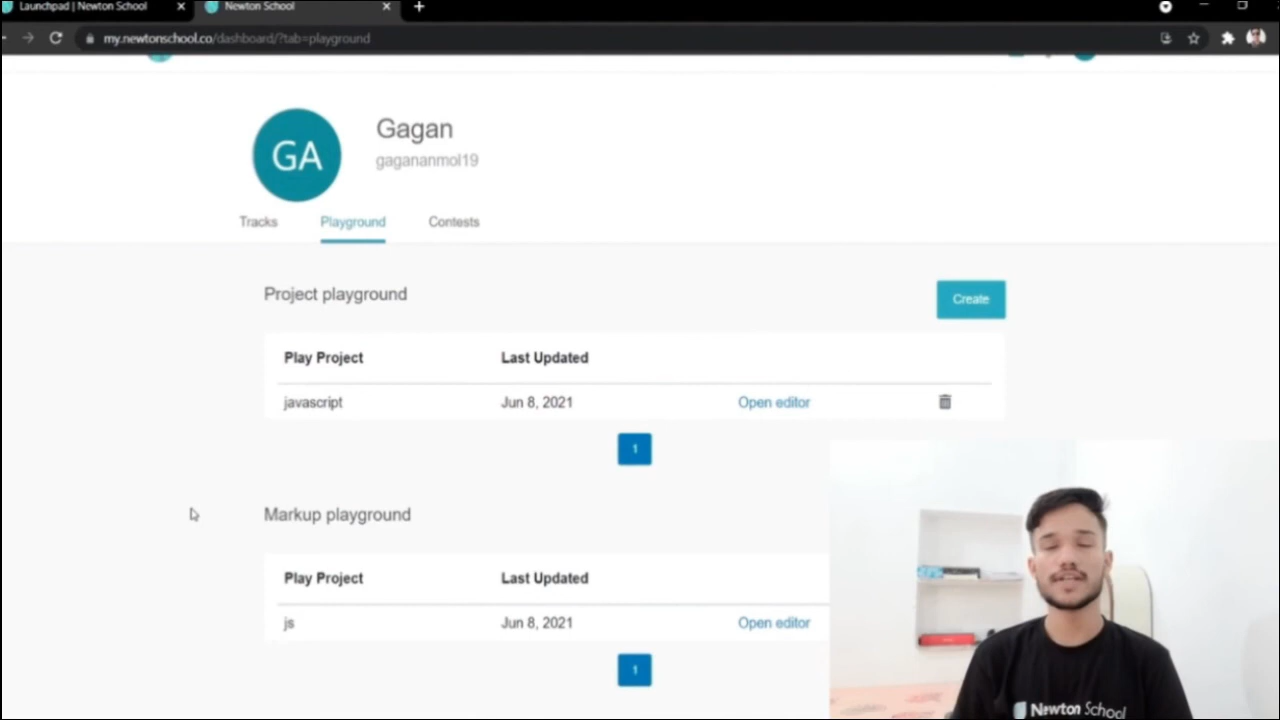 Launchpad | Newton School
Newton School
my.newtonschool.co/dashboard/?tab=playground
GA
Gagan
gagananmol19
Tracks Playground Contests
Project playground
Create
Play Project Last Updated
javascript Jun 8, 2021 Open editor
1
Markup playground
Play Project Last Updated
js Jun 8, 2021 Open editor
1
Newton School